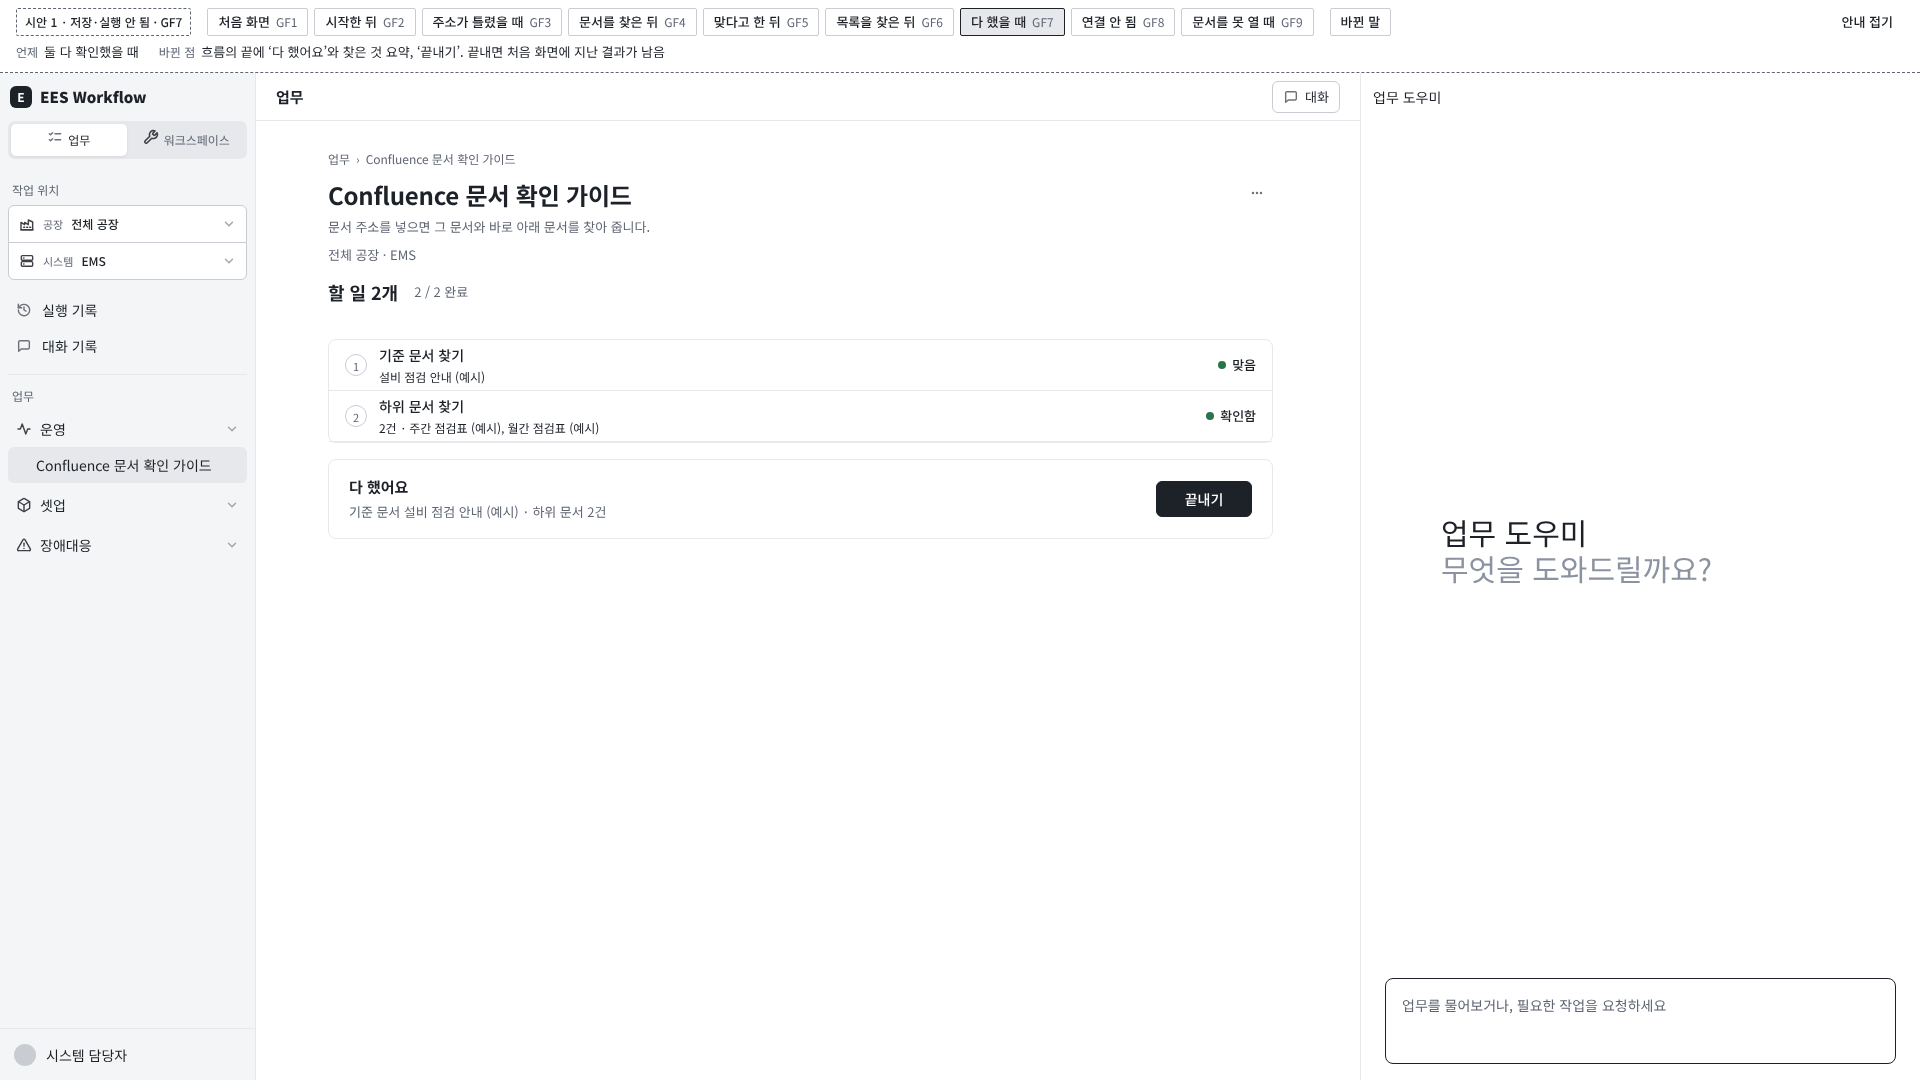 시안 1 · 저장·실행 안 됨 · GF7
처음 화면 GF1
시작한 뒤 GF2
주소가 틀렸을 때 GF3
문서를 찾은 뒤 GF4
맞다고 한 뒤 GF5
목록을 찾은 뒤 GF6
다 했을 때 GF7
연결 안 됨 GF8
문서를 못 열 때 GF9
바뀐 말
안내 접기
언제 둘 다 확인했을 때 바뀐 점 흐름의 끝에 ‘다 했어요’와 찾은 것 요약, ‘끝내기’. 끝내면 처음 화면에 지난 결과가 남음
E EES Workflow
업무
워크스페이스
작업 위치
공장 전체 공장
시스템 EMS
실행 기록
대화 기록
업무
운영
Confluence 문서 확인 가이드
셋업
장애대응
시스템 담당자
업무
대화
업무 › Confluence 문서 확인 가이드
Confluence 문서 확인 가이드
···
문서 주소를 넣으면 그 문서와 바로 아래 문서를 찾아 줍니다.
전체 공장 · EMS
할 일 2개 2 / 2 완료
1 기준 문서 찾기
설비 점검 안내 (예시)
맞음
2 하위 문서 찾기
2건 · 주간 점검표 (예시), 월간 점검표 (예시)
확인함
다 했어요
기준 문서 설비 점검 안내 (예시) · 하위 문서 2건
끝내기
업무 도우미
업무 도우미
무엇을 도와드릴까요?
업무를 물어보거나, 필요한 작업을 요청하세요